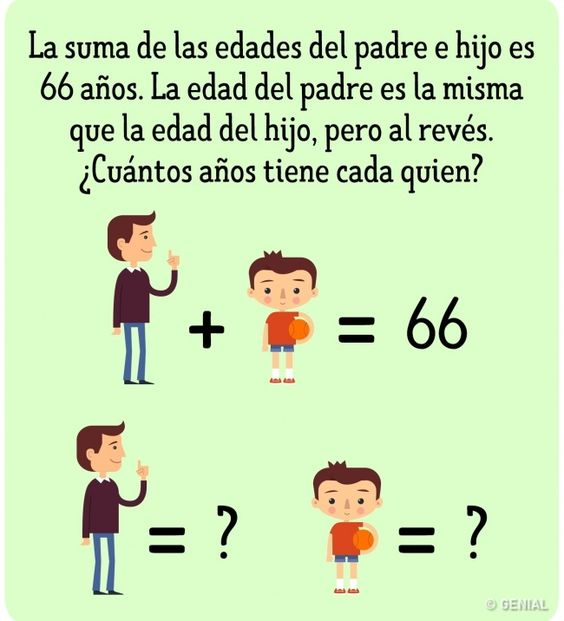 La suma de las edades del padre e hijo es
66 años. La edad del padre es la misma
que la edad del hijo, pero al revés.
¿Cuántos años tiene cada quien?
+ = 66
= ? = ?
© GENIAL